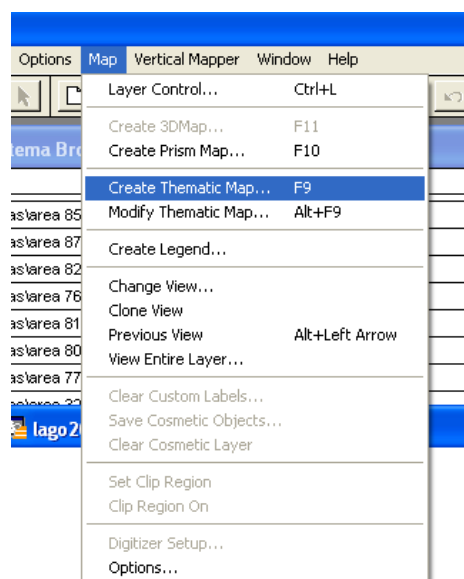 Options Map Vertical Mapper Window Help
Layer Control... Ctrl+L
Create 3DMap... F11
tema Bro
Create Prism Map... F10
Create Thematic Map... F9
as\area 85
Modify Thematic Map... Alt+F9
as\area 87
Create Legend...
as\area 82
Change View...
as\area 76
Clone View
as\area 81
Previous View Alt+Left Arrow
as\area 80
View Entire Layer...
as\area 77
Clear Custom Labels...
Save Cosmetic Objects...
lago2
Clear Cosmetic Layer
Set Clip Region
Clip Region On
Digitizer Setup...
Options...